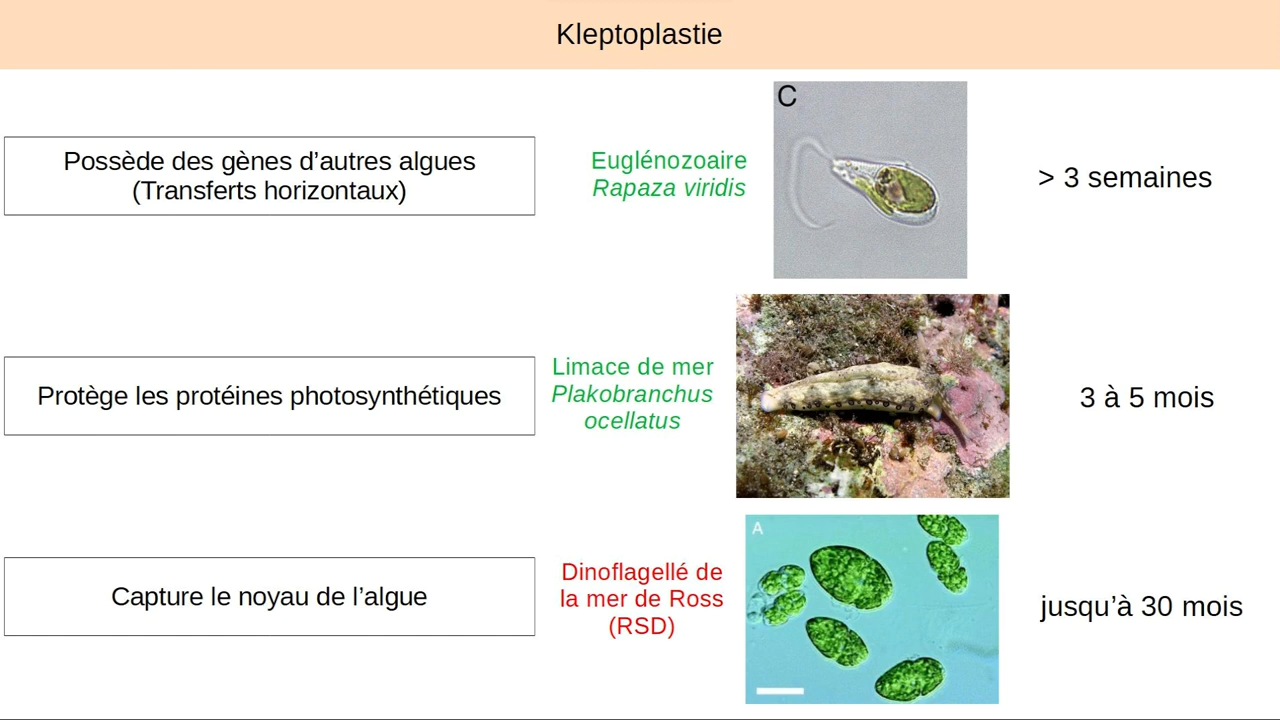 Kleptoplastie
Possède des gènes d'autres algues
(Transferts horizontaux)
Euglénozoaire
Rapaza viridis
C
> 3 semaines
Protège les protéines photosynthétiques
Limace de mer
Plakobranchus
ocellatus
3 à 5 mois
Capture le noyau de l'algue
Dinoflagellé de
la mer de Ross
(RSD)
A
jusqu'à 30 mois